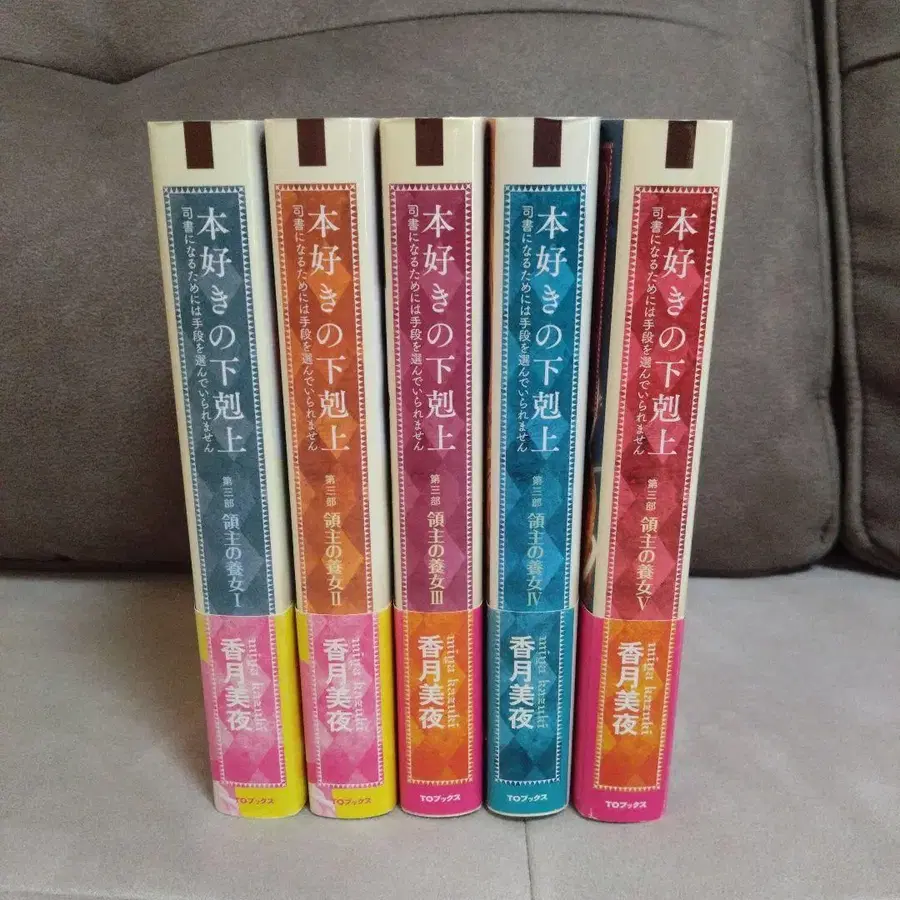 本好きの下剋上
司書になるためには手段を選んでいられません
第三部
領主の養女Ⅰ
香月美夜
miya kazuki
TOブックス
本好きの下剋上
司書になるためには手段を選んでいられません
第三部
領主の養女Ⅱ
香月美夜
miya kazuki
TOブックス
本好きの下剋上
司書になるためには手段を選んでいられません
第三部
領主の養女Ⅲ
香月美夜
miya kazuki
TOブックス
本好きの下剋上
司書になるためには手段を選んでいられません
第三部
領主の養女Ⅳ
香月美夜
miya kazuki
TOブックス
本好きの下剋上
司書になるためには手段を選んでいられません
第三部
領主の養女Ⅴ
香月美夜
miya kazuki
TOブックス